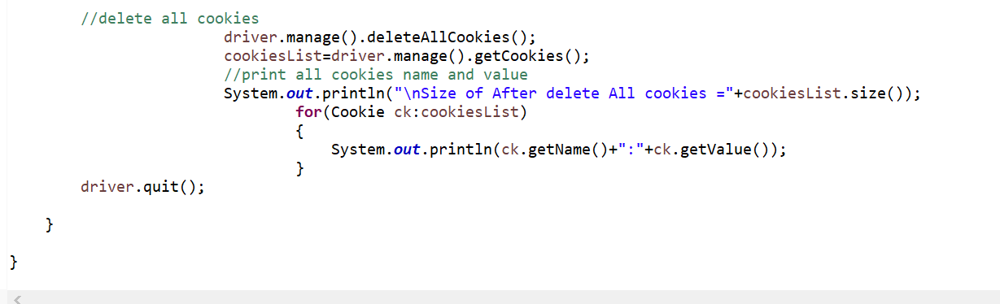 //delete all cookies
driver.manage().deleteAllCookies();
cookiesList=driver.manage().getCookies();
//print all cookies name and value
System.out.println("\nSize of After delete All cookies ="+cookiesList.size());
for(Cookie ck:cookiesList)
{
System.out.println(ck.getName()+":"+ck.getValue());
}
driver.quit();
}
}